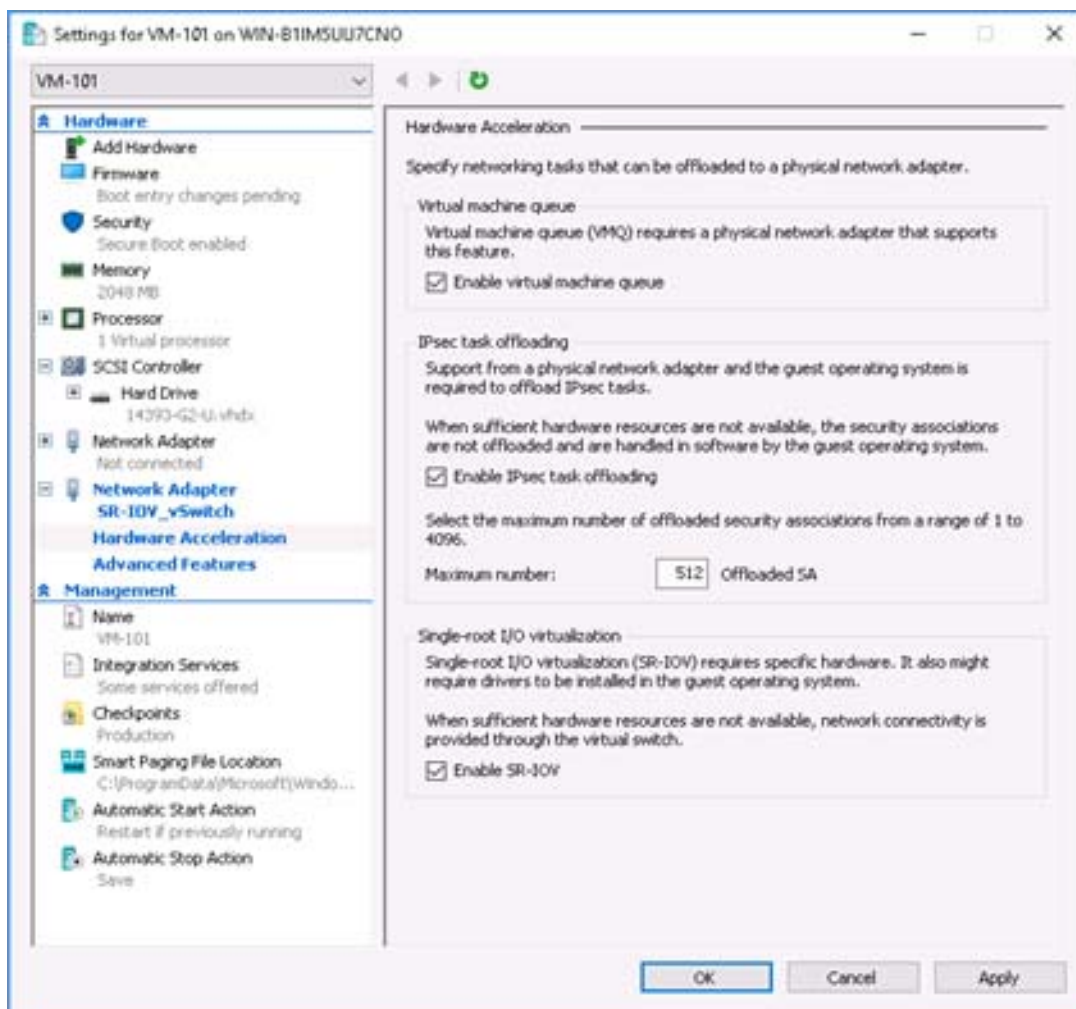 Settings for VM-101 on WIN-B1IM5UU7CNO
VM-101
Hardware
Add Hardware
Firmware
Boot entry changes pending
Security
Secure Boot enabled
Memory
2048 MB
Processor
1 Virtual processor
SCSI Controller
Hard Drive
14393-G2-U.vhdx
Network Adapter
Not connected
Network Adapter
SR-IOV_vSwitch
Hardware Acceleration
Advanced Features
Management
Name
VM-101
Integration Services
Some services offered
Checkpoints
Production
Smart Paging File Location
C:\ProgramData\Microsoft\Windo...
Automatic Start Action
Restart if previously running
Automatic Stop Action
Save
Hardware Acceleration
Specify networking tasks that can be offloaded to a physical network adapter.
Virtual machine queue
Virtual machine queue (VMQ) requires a physical network adapter that supports
this feature.
Enable virtual machine queue
IPsec task offloading
Support from a physical network adapter and the guest operating system is
required to offload IPsec tasks.
When sufficient hardware resources are not available, the security associations
are not offloaded and are handled in software by the guest operating system.
Enable IPsec task offloading
Select the maximum number of offloaded security associations from a range of 1 to
4096.
Maximum number: 512 Offloaded SA
Single-root I/O virtualization
Single-root I/O virtualization (SR-IOV) requires specific hardware. It also might
require drivers to be installed in the guest operating system.
When sufficient hardware resources are not available, network connectivity is
provided through the virtual switch.
Enable SR-IOV
OK Cancel Apply